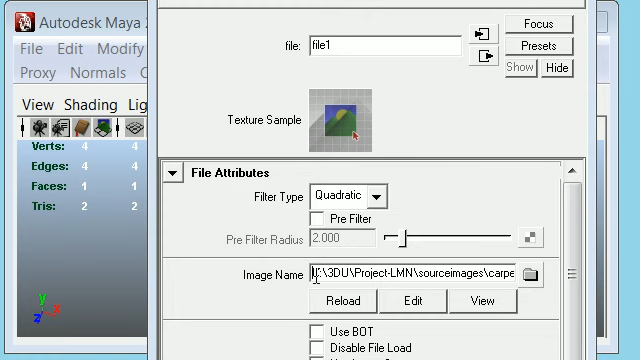 Autodesk Maya 2
File Edit Modify
Proxy Normals
View Shading
Verts: 4 4
Edges: 4 4
Faces: 1 1
Tris: 2 2
y
z x
file: file1
Focus
Presets
Show Hide
Texture Sample
File Attributes
Filter Type Quadratic
Pre Filter
Pre Filter Radius 2.000
Image Name :\3DU\Project-LMN\sourceimages\carpe
Reload Edit View
Use BOT
Disable File Load